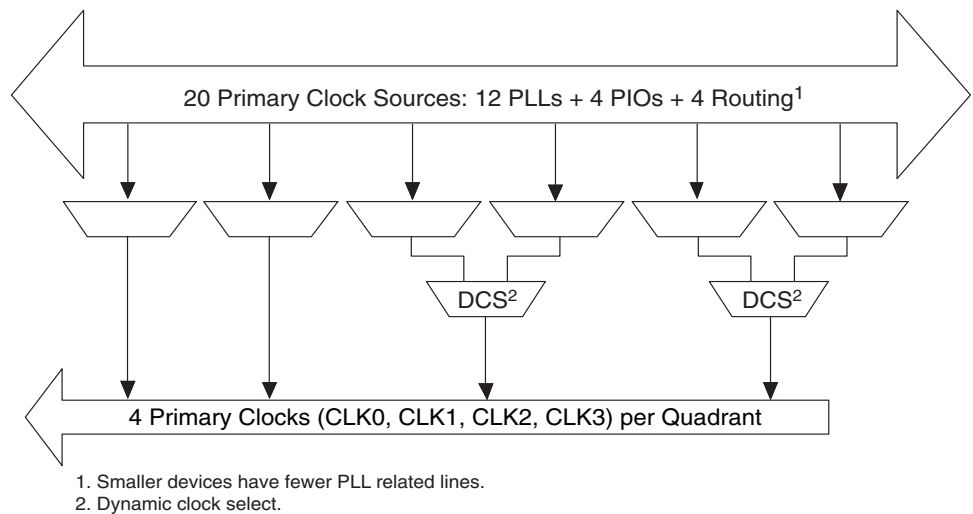 20 Primary Clock Sources: 12 PLLs + 4 PIOs + 4 Routing¹
DCS² DCS²
4 Primary Clocks (CLK0, CLK1, CLK2, CLK3) per Quadrant
1. Smaller devices have fewer PLL related lines.
2. Dynamic clock select.